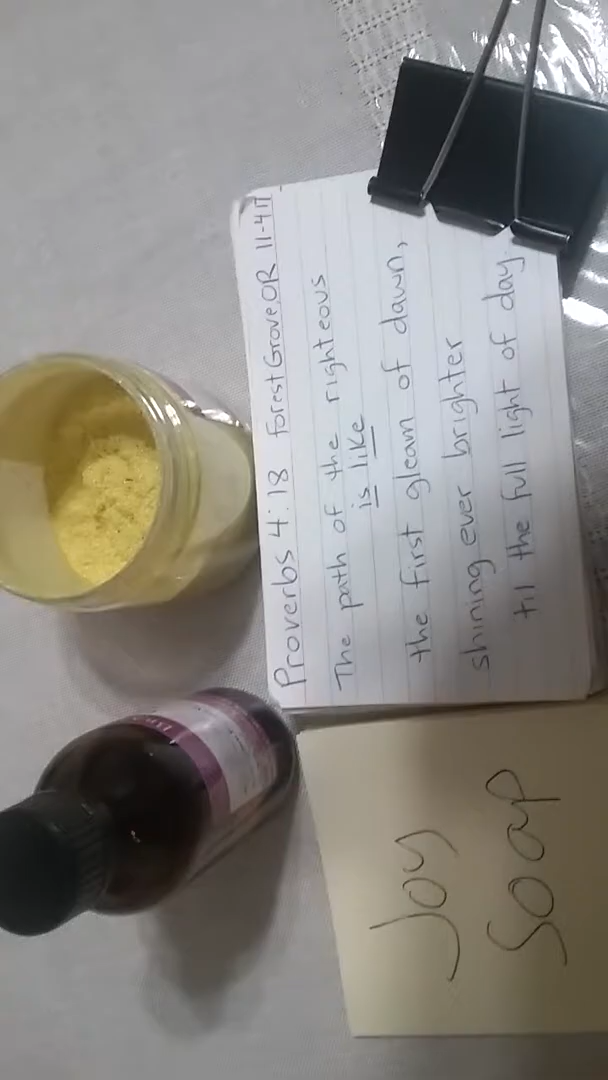 Proverbs 4:18 Forest Grove, OR 11-4-17
The path of the righteous
is like
the first gleam of dawn,
shining ever brighter
til the full light of day.
Joy
Soap